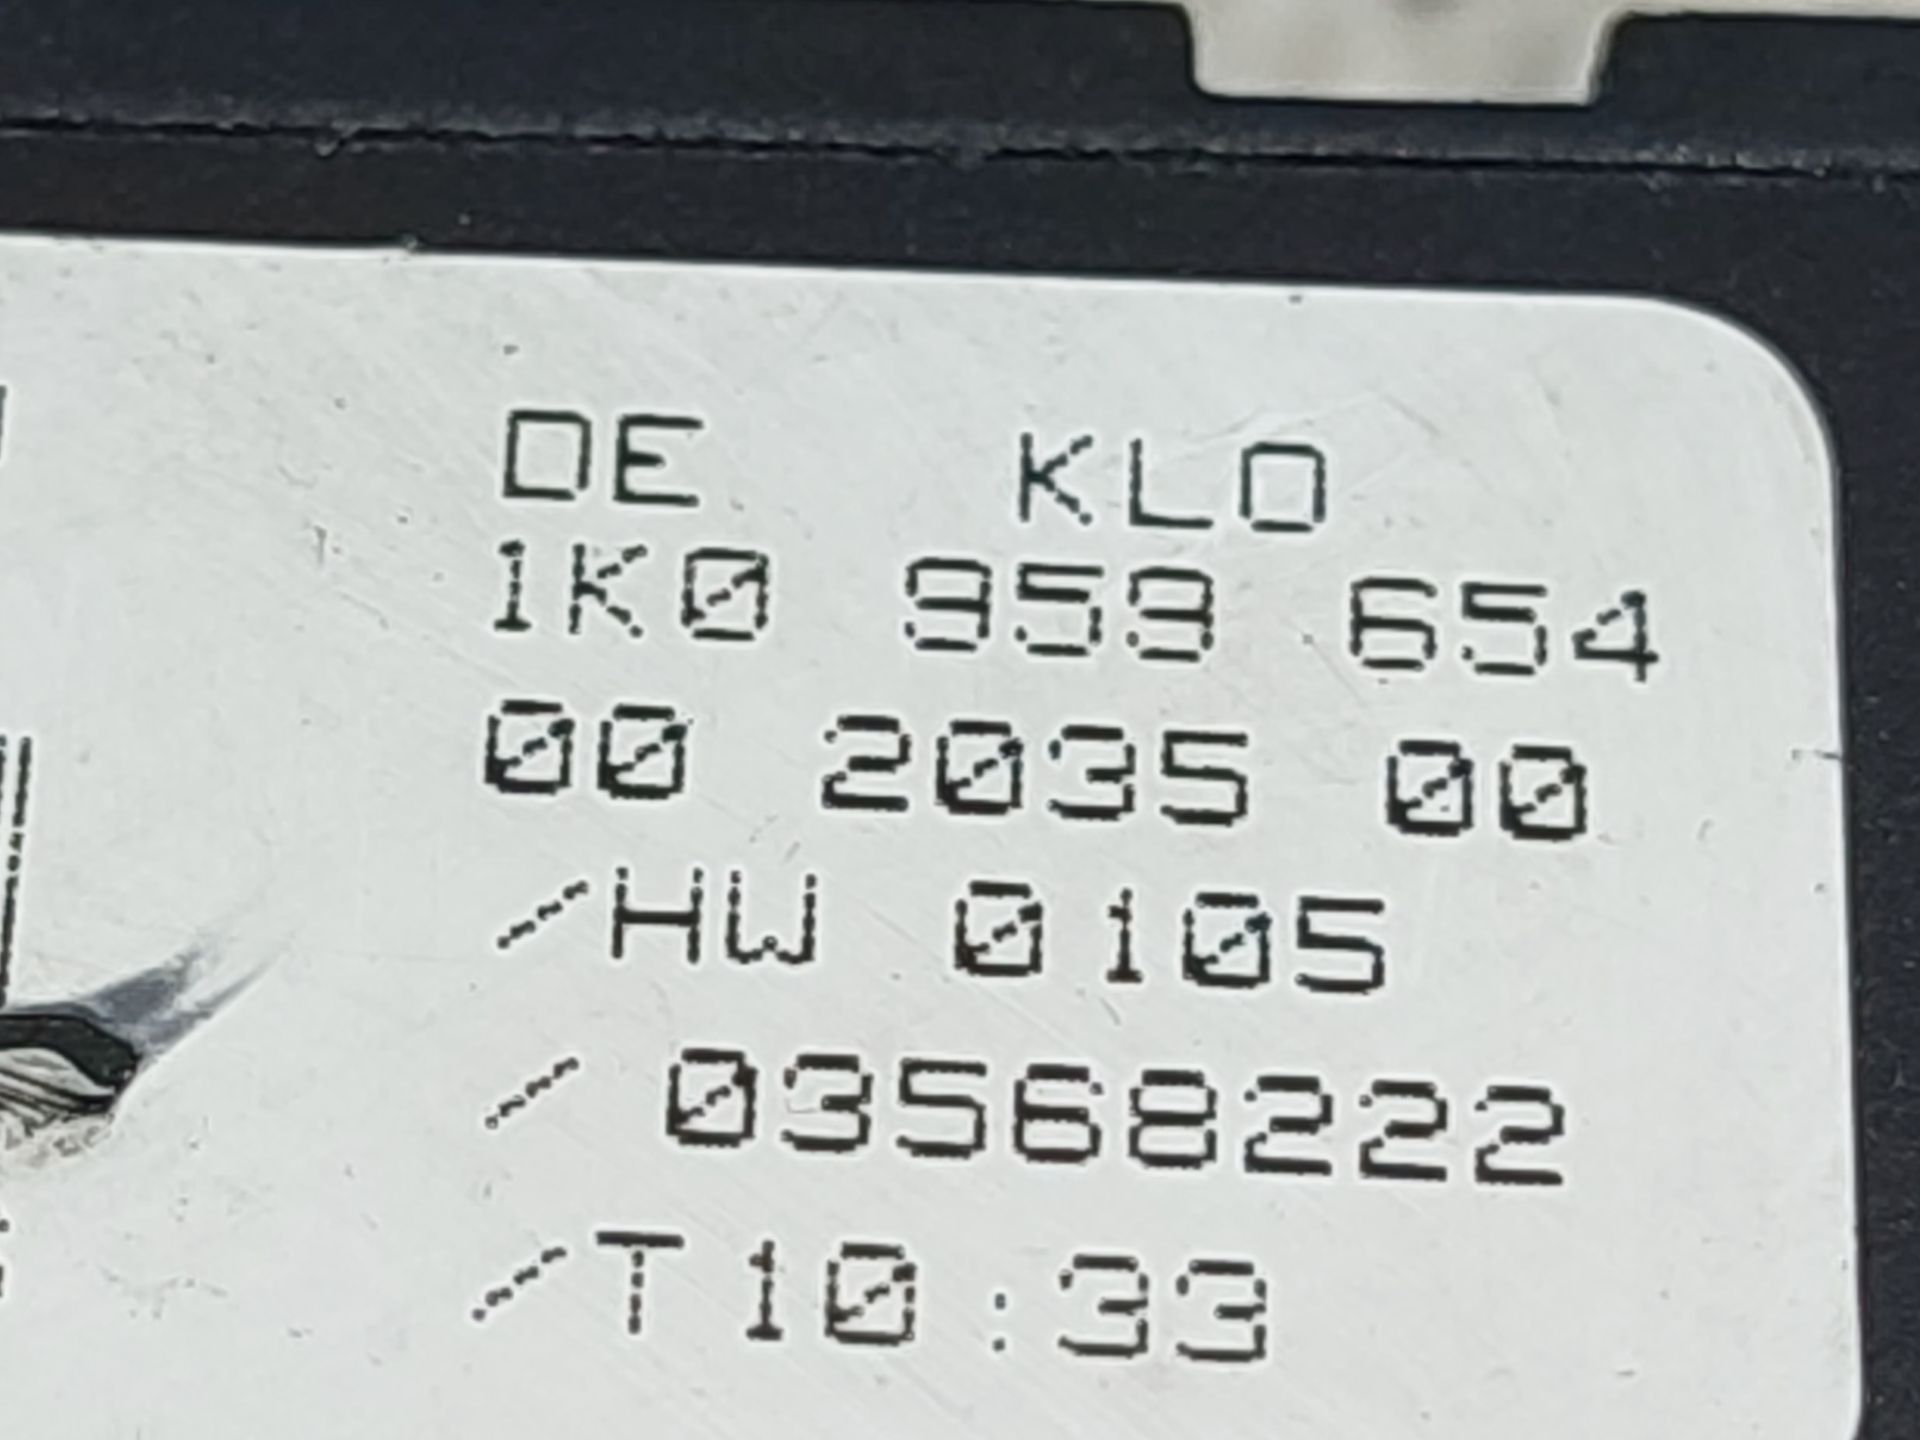 DE KLO
1K0 959 654
00 2035 00
/HW 0105
/ 03568222
/T10:33